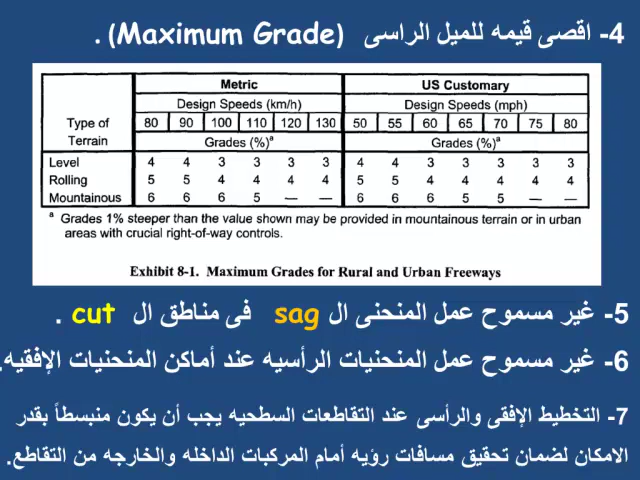 4- اقصى قيمه للميل الراسى (Maximum Grade) .
Metric US Customary
Design Speeds (km/h) Design Speeds (mph)
Type of Terrain 80 90 100 110 120 130 50 55 60 65 70 75 80
Grades (%)a Grades (%)a
Level 4 4 3 3 3 3 4 4 3 3 3 3 3
Rolling 5 5 4 4 4 4 5 5 4 4 4 4 4
Mountainous 6 6 6 5 — — 6 6 6 5 5 — —
a Grades 1% steeper than the value shown may be provided in mountainous terrain or in urban
areas with crucial right-of-way controls.
Exhibit 8-1. Maximum Grades for Rural and Urban Freeways
5- غير مسموح عمل المنحنى ال sag فى مناطق ال cut .
6- غير مسموح عمل المنحنيات الرأسيه عند أماكن المنحنيات الإفقيه.
7- التخطيط الإفقى والرأسى عند التقاطعات السطحيه يجب أن يكون منبسطاً بقدر
الامكان لضمان تحقيق مسافات رؤيه أمام المركبات الداخله والخارجه من التقاطع.